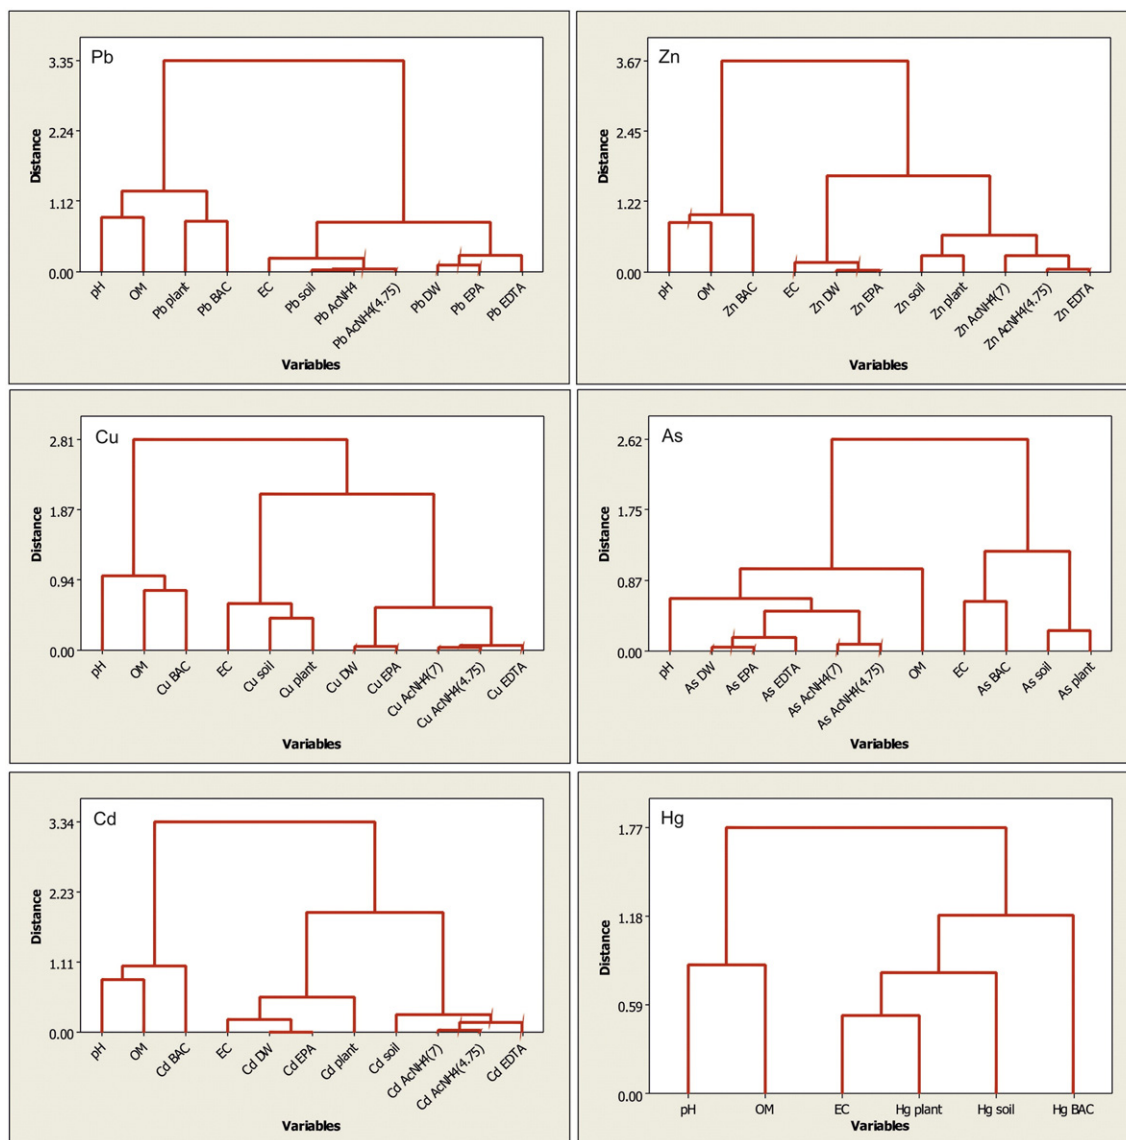 Pb
Distance
3.35
2.24
1.12
0.00
pH
OM
Pb plant
Pb BAC
EC
Pb soil
Pb AcNH4
Pb AcNH4(4,75)
Pb DW
Pb EPA
Pb EDTA
Variables
Zn
Distance
3.67
2.45
1.22
0.00
pH
OM
Zn BAC
EC
Zn DW
Zn EPA
Zn soil
Zn plant
Zn AcNH4(7)
Zn AcNH4(4,75)
Zn EDTA
Variables
Cu
Distance
2.81
1.87
0.94
0.00
pH
OM
Cu BAC
EC
Cu soil
Cu plant
Cu DW
Cu EPA
Cu AcNH4(7)
Cu AcNH4(4,75)
Cu EDTA
Variables
As
Distance
2.62
1.75
0.87
0.00
pH
As DW
As EPA
As EDTA
As AcNH4(7)
As AcNH4(4,75)
OM
EC
As BAC
As soil
As plant
Variables
Cd
Distance
3.34
2.23
1.11
0.00
pH
OM
Cd BAC
EC
Cd DW
Cd EPA
Cd plant
Cd soil
Cd AcNH4(7)
Cd AcNH4(4,75)
Cd EDTA
Variables
Hg
Distance
1.77
1.18
0.59
0.00
pH
OM
EC
Hg plant
Hg soil
Hg BAC
Variables